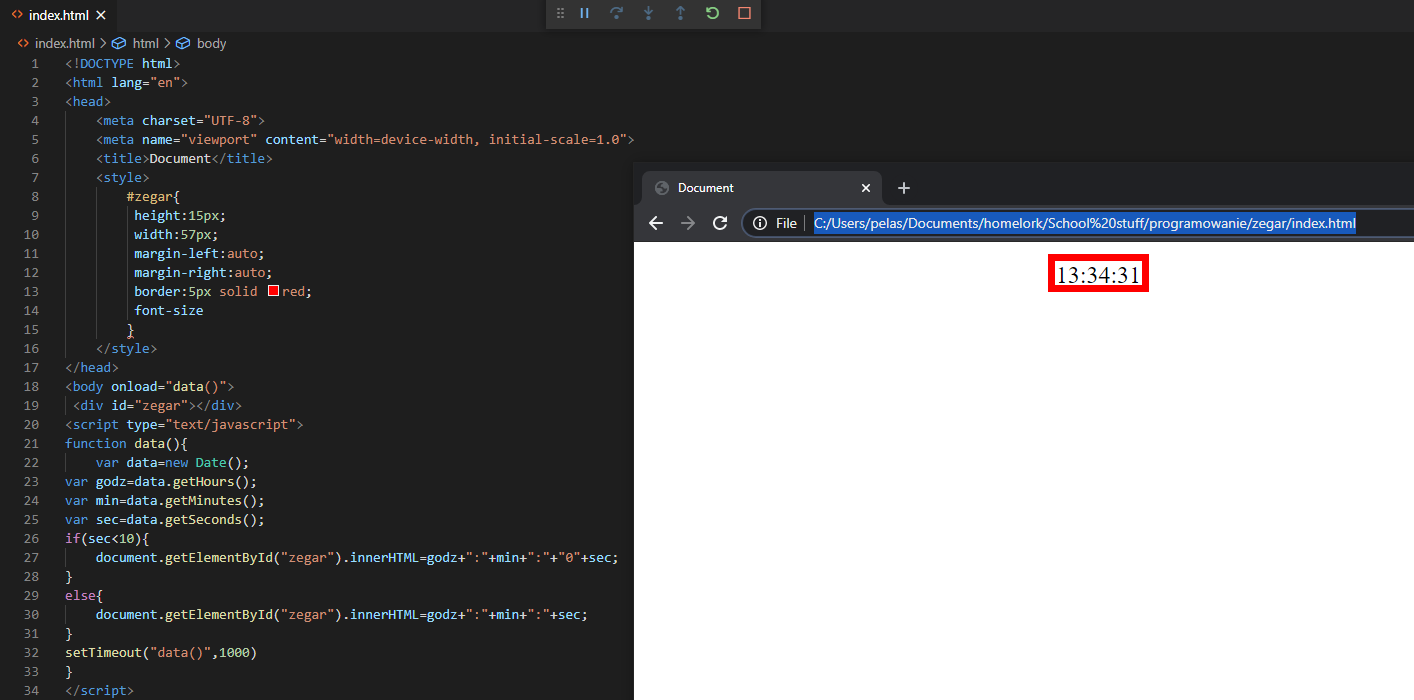 index.html
index.html > html > body
1 <!DOCTYPE html>
2 <html lang="en">
3 <head>
4 <meta charset="UTF-8">
5 <meta name="viewport" content="width=device-width, initial-scale=1.0">
6 <title>Document</title>
7 <style>
8 #zegar{
9 height:15px;
10 width:57px;
11 margin-left:auto;
12 margin-right:auto;
13 border:5px solid red;
14 font-size
15 }
16 </style>
17 </head>
18 <body onload="data()">
19 <div id="zegar"></div>
20 <script type="text/javascript">
21 function data(){
22 var data=new Date();
23 var godz=data.getHours();
24 var min=data.getMinutes();
25 var sec=data.getSeconds();
26 if(sec<10){
27 document.getElementById("zegar").innerHTML=godz+":"+min+":"+"0"+sec;
28 }
29 else{
30 document.getElementById("zegar").innerHTML=godz+":"+min+":"+sec;
31 }
32 setTimeout("data()",1000)
33 }
34 </script>
Document
File C:/Users/pelas/Documents/homelork/School%20stuff/programowanie/zegar/index.html
13:34:31